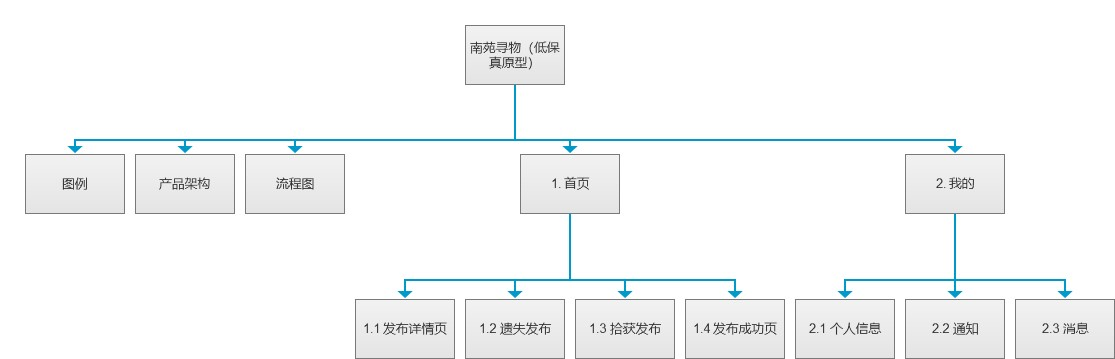 南苑寻物（低保
真原型）
图例
产品架构
流程图
1. 首页
2. 我的
1.1 发布详情页
1.2 遗失发布
1.3 拾获发布
1.4 发布成功页
2.1 个人信息
2.2 通知
2.3 消息